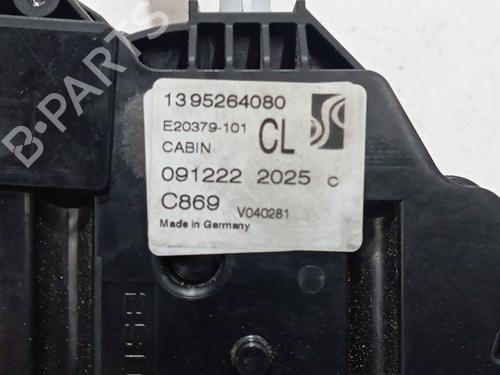 B-PARTS
1395264080
E20379-101
CL
CABIN
091222 2025 C
C869
V040281
Made in Germany